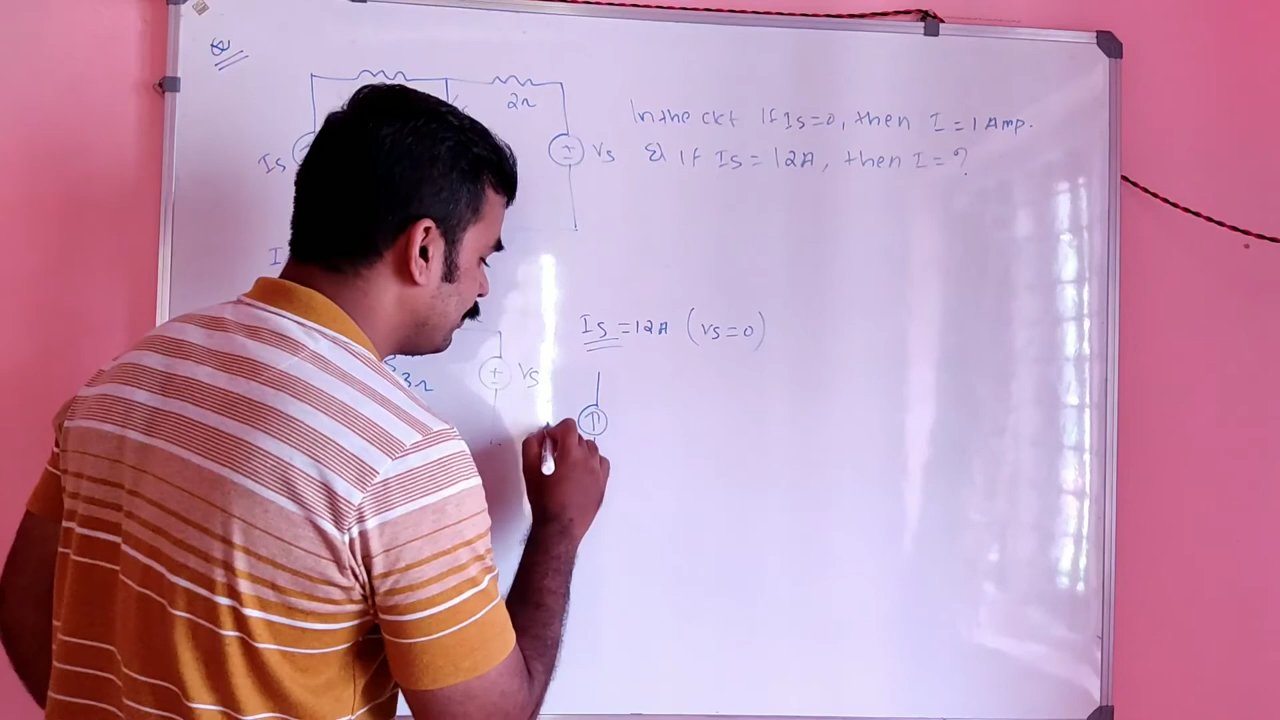 Q
2Ω
Is
Vs
In the ckt If Is=0, then I = 1 Amp.
& If Is = 12A, then I = ?
I
Is = 12A (Vs=0)
3Ω
Vs